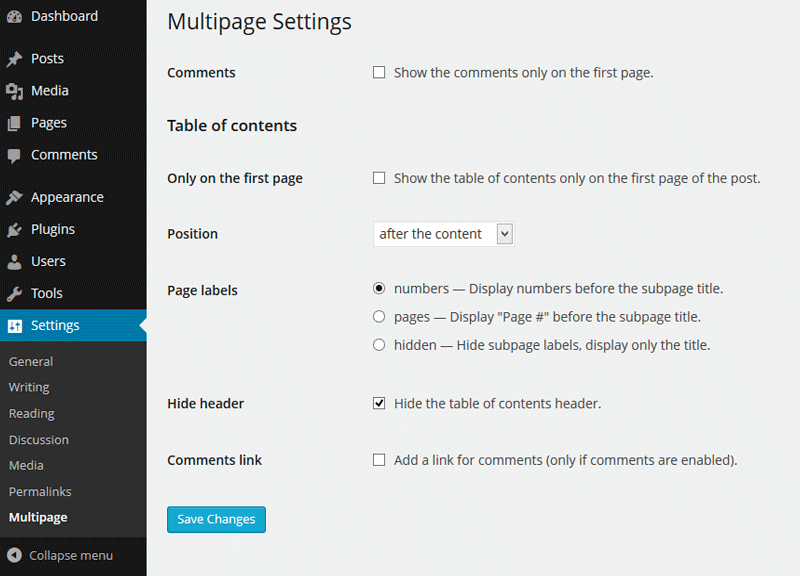 Dashboard
Posts
Media
Pages
Comments
Appearance
Plugins
Users
Tools
Settings
General
Writing
Reading
Discussion
Media
Permalinks
Multipage
Collapse menu
Multipage Settings
Comments
Show the comments only on the first page.
Table of contents
Only on the first page
Show the table of contents only on the first page of the post.
Position
after the content
Page labels
numbers — Display numbers before the subpage title.
pages — Display "Page #" before the subpage title.
hidden — Hide subpage labels, display only the title.
Hide header
Hide the table of contents header.
Comments link
Add a link for comments (only if comments are enabled).
Save Changes